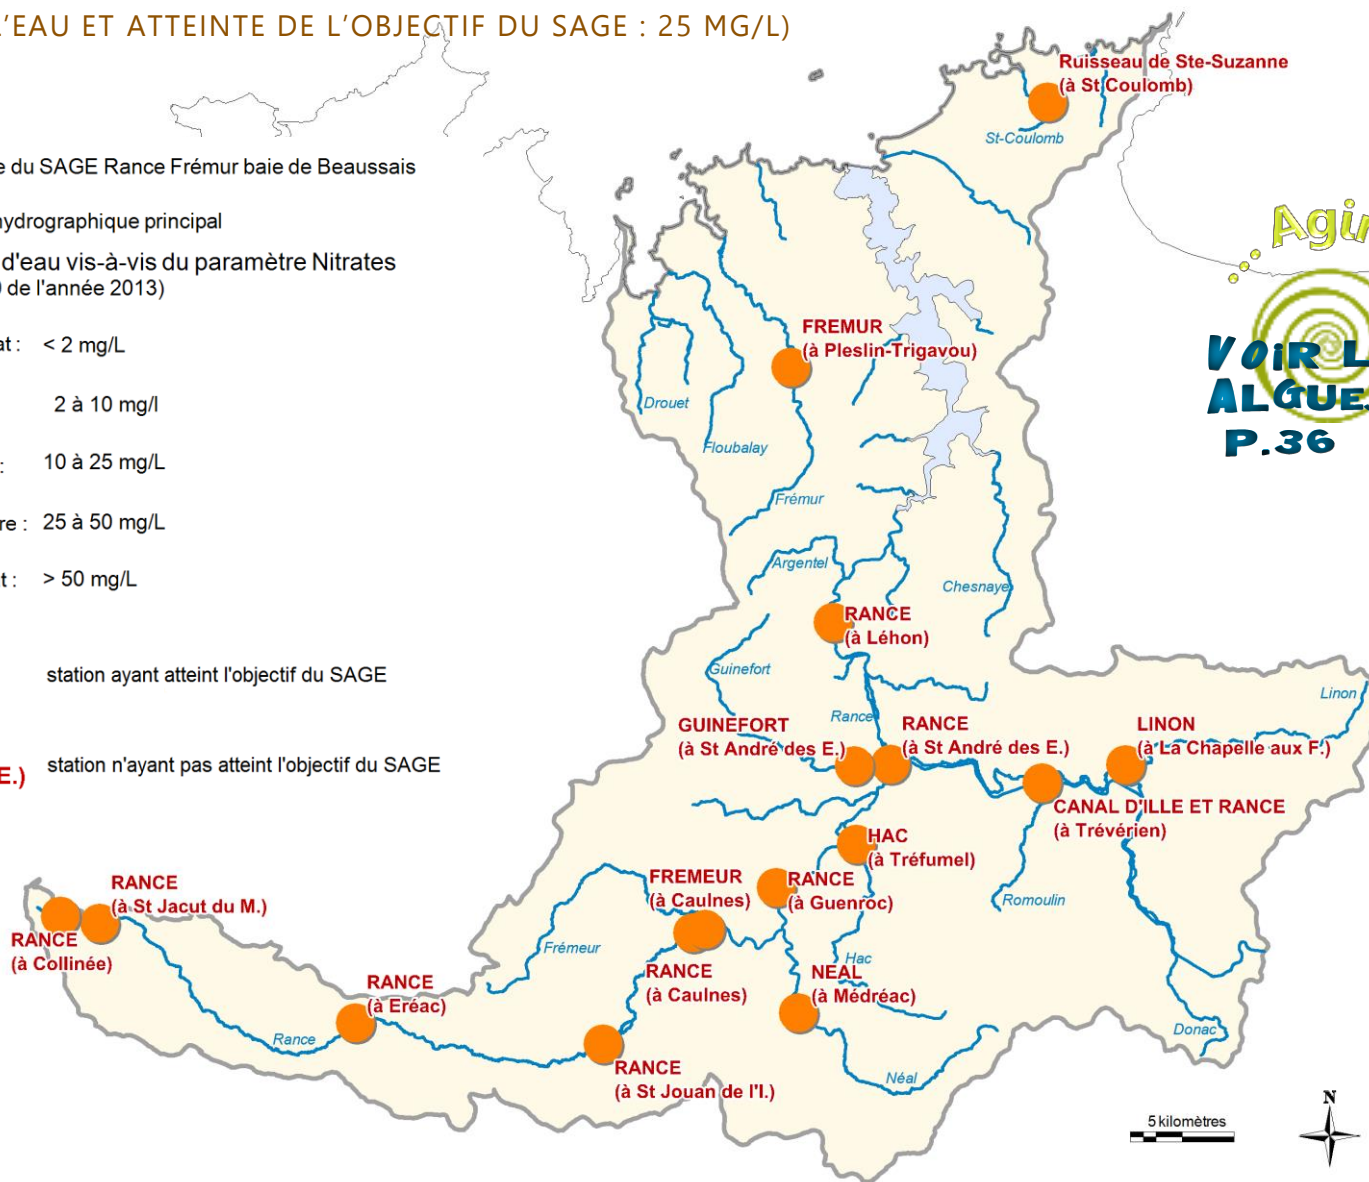 L'EAU ET ATTEINTE DE L'OBJECTIF DU SAGE : 25 MG/L)
du SAGE Rance Frémur baie de Beaussais
hydrographique principal
d'eau vis-à-vis du paramètre Nitrates
de l'année 2013)
< 2 mg/L
2 à 10 mg/l
: 10 à 25 mg/L
: 25 à 50 mg/L
: > 50 mg/L
station ayant atteint l'objectif du SAGE
E.) station n'ayant pas atteint l'objectif du SAGE
Ruisseau de Ste-Suzanne
(à St Coulomb)
St-Coulomb
Agir
VOIR L
ALGUES
P.36
FREMUR
(à Pleslin-Trigavou)
Drouet
Floubalay
Frémur
Argentel
Chesnaye
RANCE
(à Léhon)
Guinefort
Rance
Linon
GUINEFORT
(à St André des E.)
RANCE
(à St André des E.)
LINON
(à La Chapelle aux F.)
CANAL D'ILLE ET RANCE
(à Trévérien)
HAC
(à Tréfumel)
FREMEUR
(à Caulnes)
RANCE
(à Guenroc)
Romoulin
RANCE
(à St Jacut du M.)
RANCE
(à Collinée)
Frémeur
Hac
RANCE
(à Caulnes)
NEAL
(à Médréac)
RANCE
(à Eréac)
Rance
Donac
RANCE
(à St Jouan de l'I.)
Néal
5 kilomètres
N